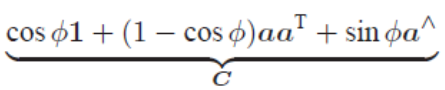 cos ϕ1 + (1 − cos ϕ)aaᵀ + sin ϕa^
C